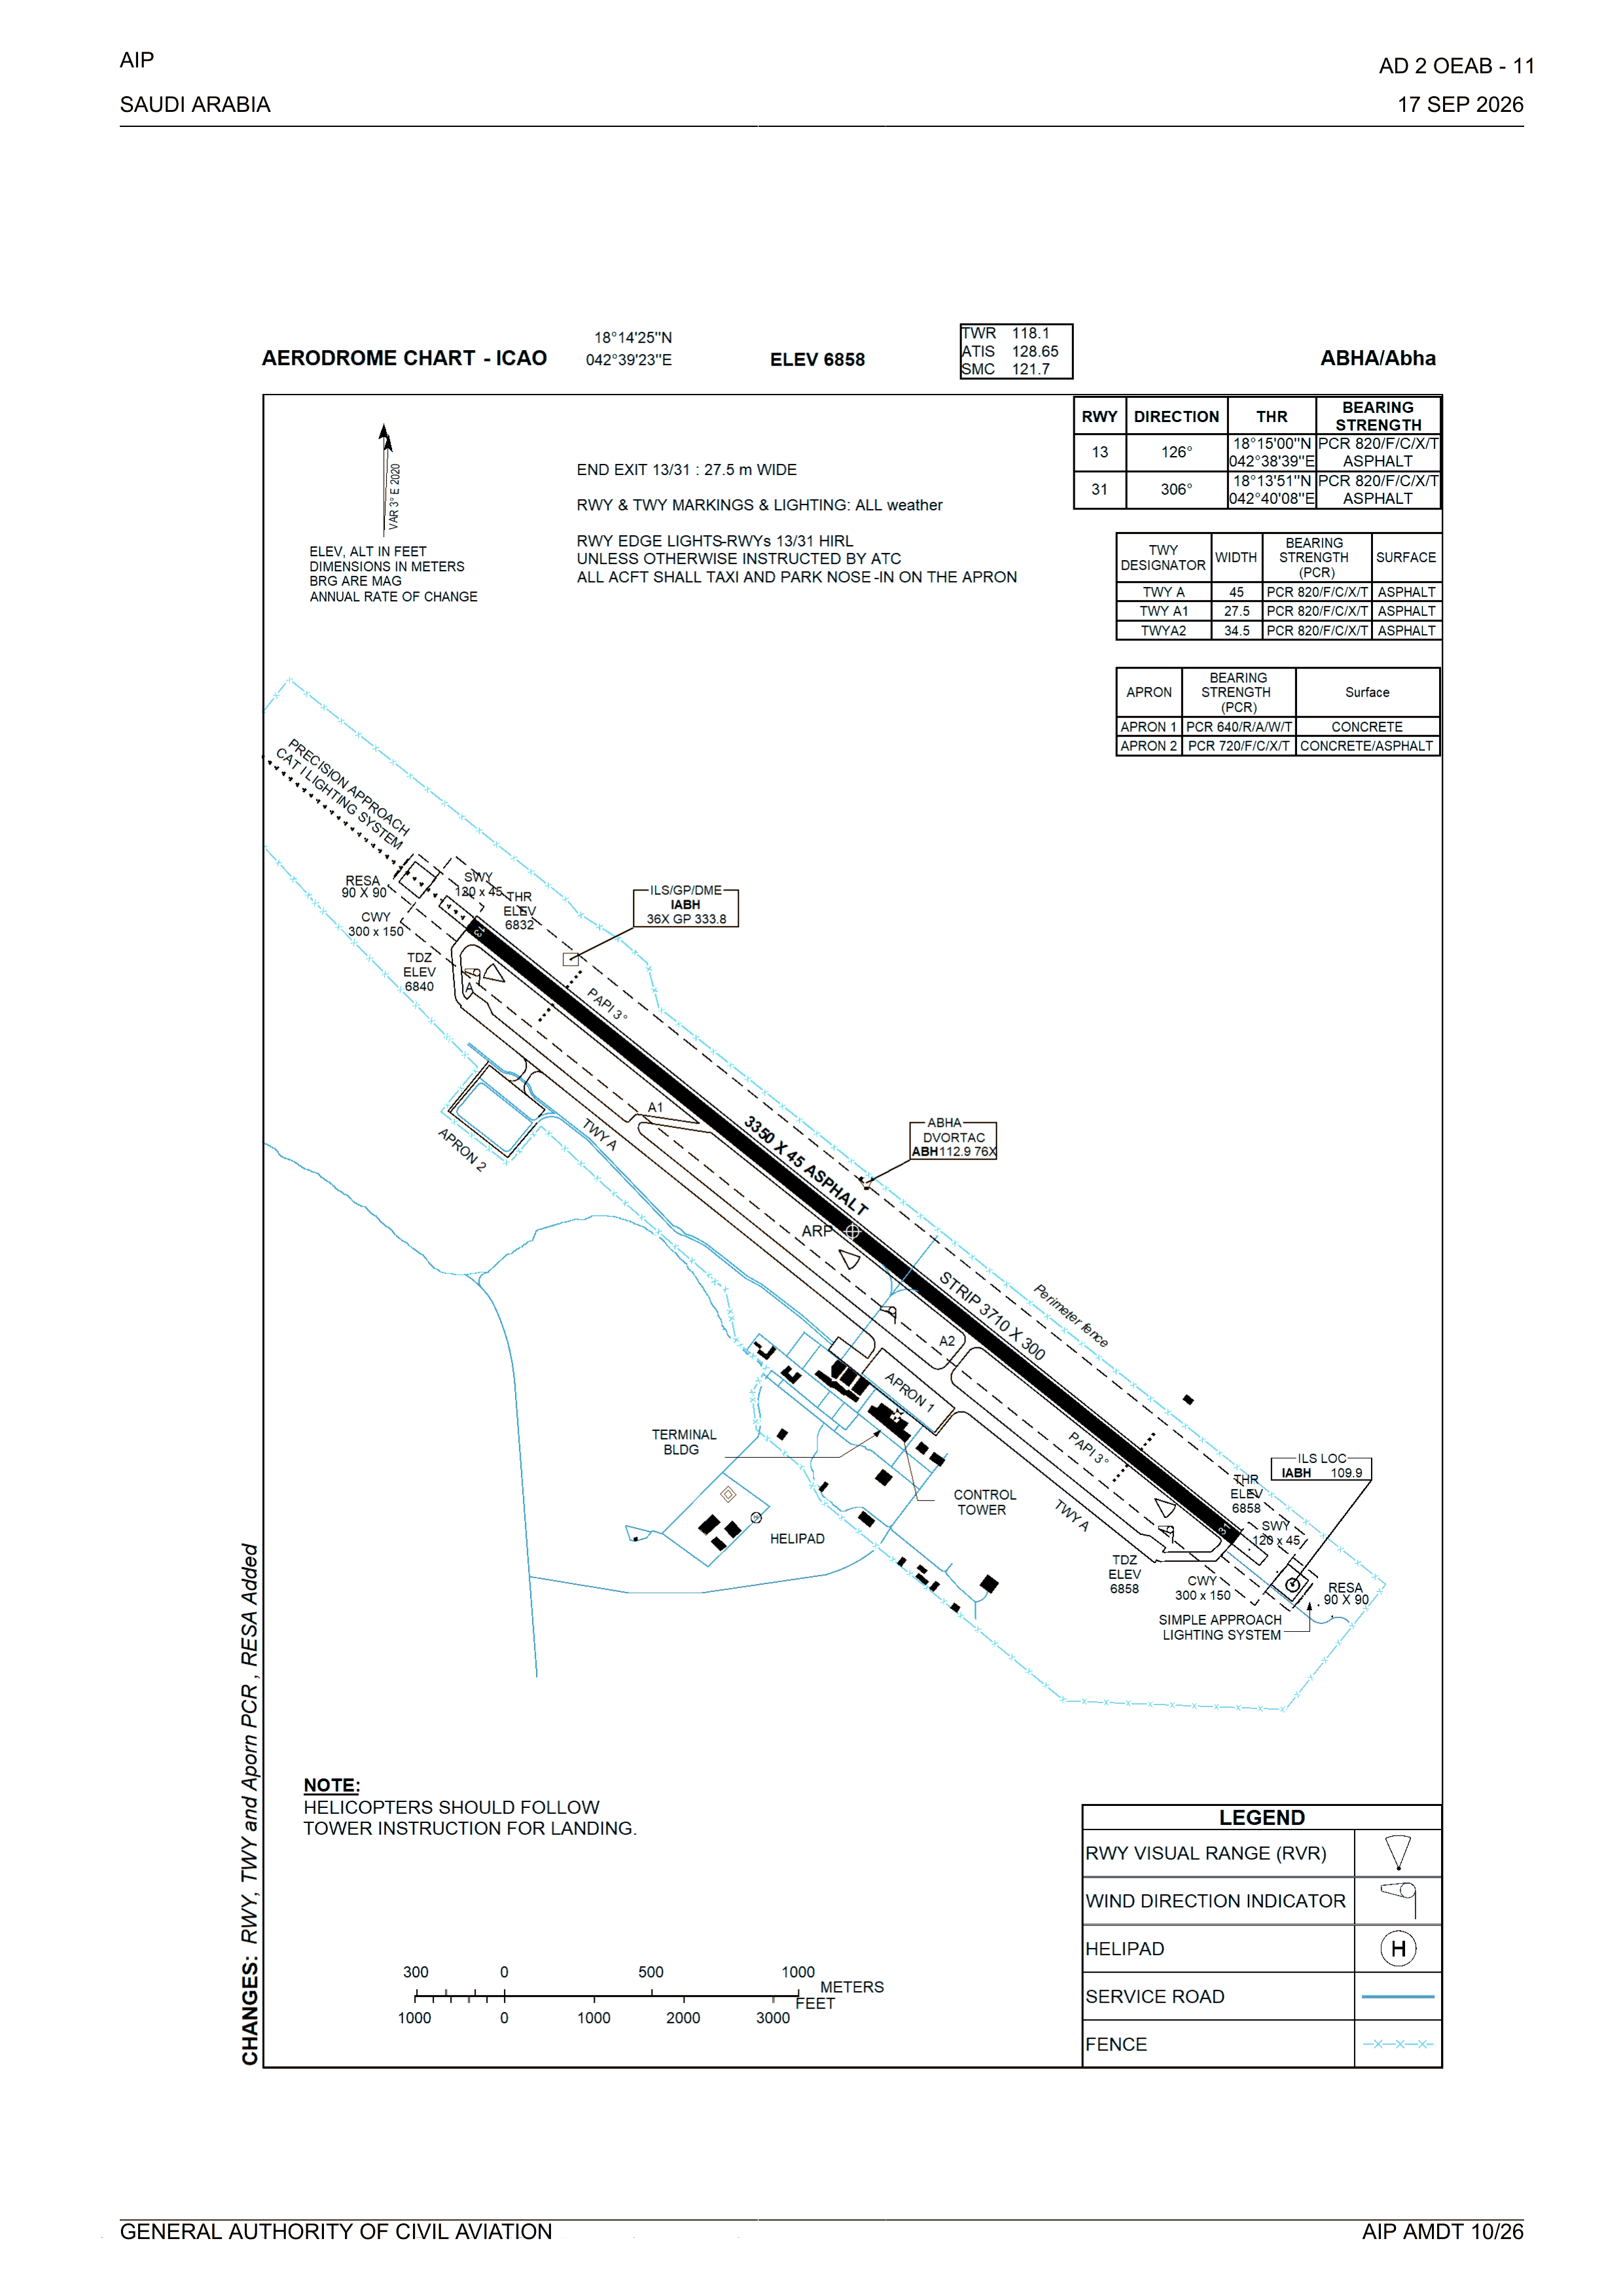 AIP
AD 2 OEAB - 11
SAUDI ARABIA
17 SEP 2026
AERODROME CHART - ICAO
18°14'25"N
042°39'23"E
ELEV 6858
TWR 118.1
ATIS 128.65
SMC 121.7
ABHA/Abha
VAR 3° E 2020
ELEV, ALT IN FEET
DIMENSIONS IN METERS
BRG ARE MAG
ANNUAL RATE OF CHANGE
END EXIT 13/31 : 27.5 m WIDE
RWY & TWY MARKINGS & LIGHTING: ALL weather
RWY EDGE LIGHTS-RWYs 13/31 HIRL
UNLESS OTHERWISE INSTRUCTED BY ATC
ALL ACFT SHALL TAXI AND PARK NOSE-IN ON THE APRON
RWY DIRECTION THR BEARING STRENGTH
13 126° 18°15'00"N 042°38'39"E PCR 820/F/C/X/T ASPHALT
31 306° 18°13'51"N 042°40'08"E PCR 820/F/C/X/T ASPHALT
TWY DESIGNATOR WIDTH BEARING STRENGTH (PCR) SURFACE
TWY A 45 PCR 820/F/C/X/T ASPHALT
TWY A1 27.5 PCR 820/F/C/X/T ASPHALT
TWYA2 34.5 PCR 820/F/C/X/T ASPHALT
APRON BEARING STRENGTH (PCR) Surface
APRON 1 PCR 640/R/A/W/T CONCRETE
APRON 2 PCR 720/F/C/X/T CONCRETE/ASPHALT
PRECISION APPROACH
CAT I LIGHTING SYSTEM
RESA
90 X 90
SWY
120 x 45
THR
ELEV
6832
CWY
300 x 150
13
TDZ
ELEV
6840
A
ILS/GP/DME
IABH
36X GP 333.8
PAPI 3°
A1
TWY A
APRON 2
3350 X 45 ASPHALT
ABHA
DVORTAC
ABH112.9 76X
ARP
STRIP 3710 X 300
Perimeter fence
A2
APRON 1
TERMINAL
BLDG
CONTROL
TOWER
HELIPAD
PAPI 3°
TWY A
ILS LOC
IABH 109.9
THR
ELEV
6858
31
SWY
120 x 45
TDZ
ELEV
6858
CWY
300 x 150
RESA
90 X 90
SIMPLE APPROACH
LIGHTING SYSTEM
CHANGES: RWY, TWY and Aporn PCR , RESA Added
NOTE:
HELICOPTERS SHOULD FOLLOW
TOWER INSTRUCTION FOR LANDING.
300 0 500 1000
METERS
FEET
1000 0 1000 2000 3000
LEGEND
RWY VISUAL RANGE (RVR)
WIND DIRECTION INDICATOR
HELIPAD H
SERVICE ROAD
FENCE
GENERAL AUTHORITY OF CIVIL AVIATION
AIP AMDT 10/26